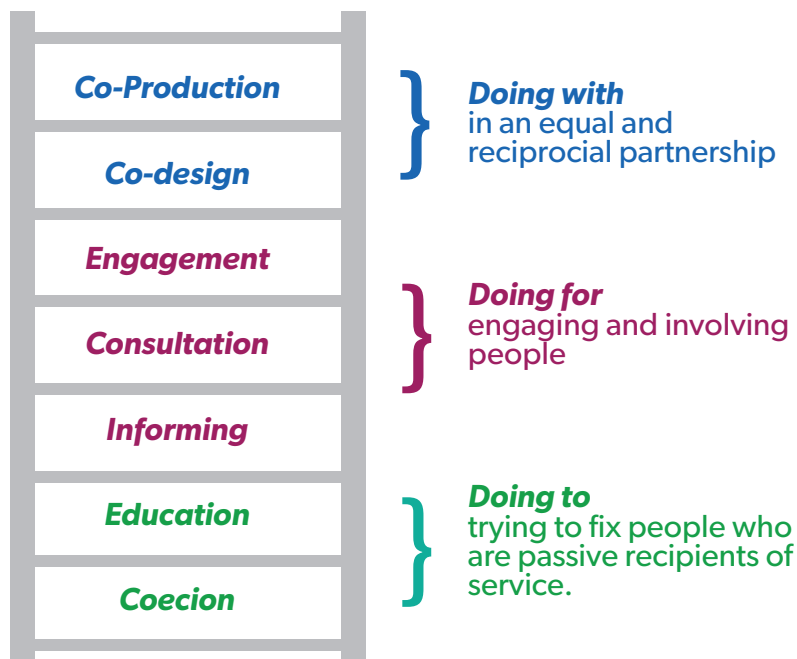 Co-Production
Co-design
Doing with
in an equal and
reciprocial partnership
Engagement
Consultation
Informing
Doing for
engaging and involving
people
Education
Coecion
Doing to
trying to fix people who
are passive recipients of
service.